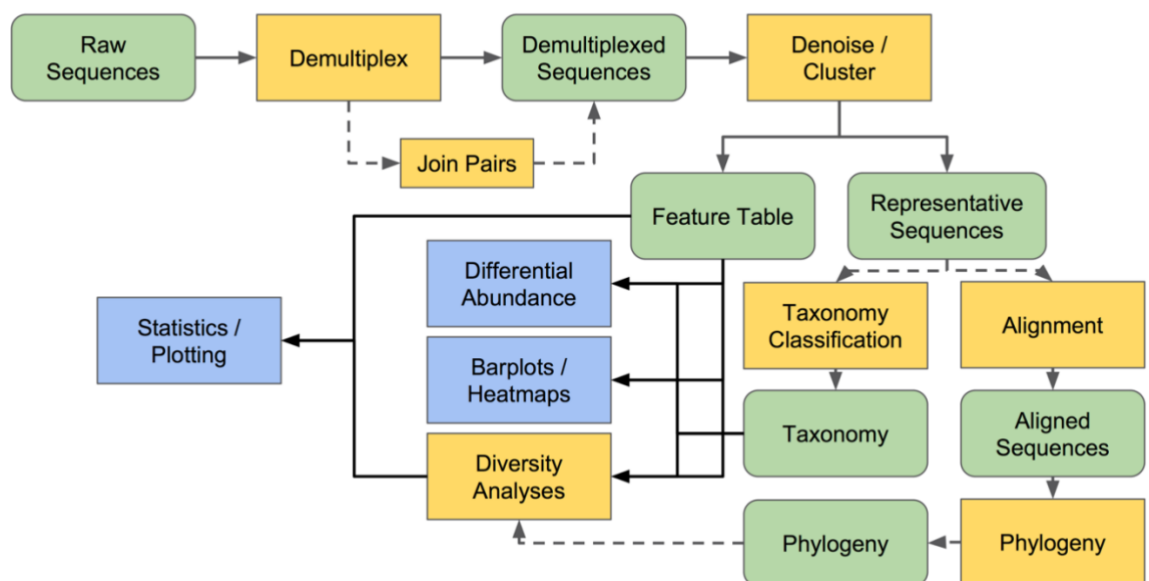 Raw
Sequences
Demultiplex
Demultiplexed
Sequences
Denoise /
Cluster
Join Pairs
Feature Table
Representative
Sequences
Differential
Abundance
Taxonomy
Classification
Alignment
Statistics /
Plotting
Barplots /
Heatmaps
Taxonomy
Aligned
Sequences
Diversity
Analyses
Phylogeny
Phylogeny